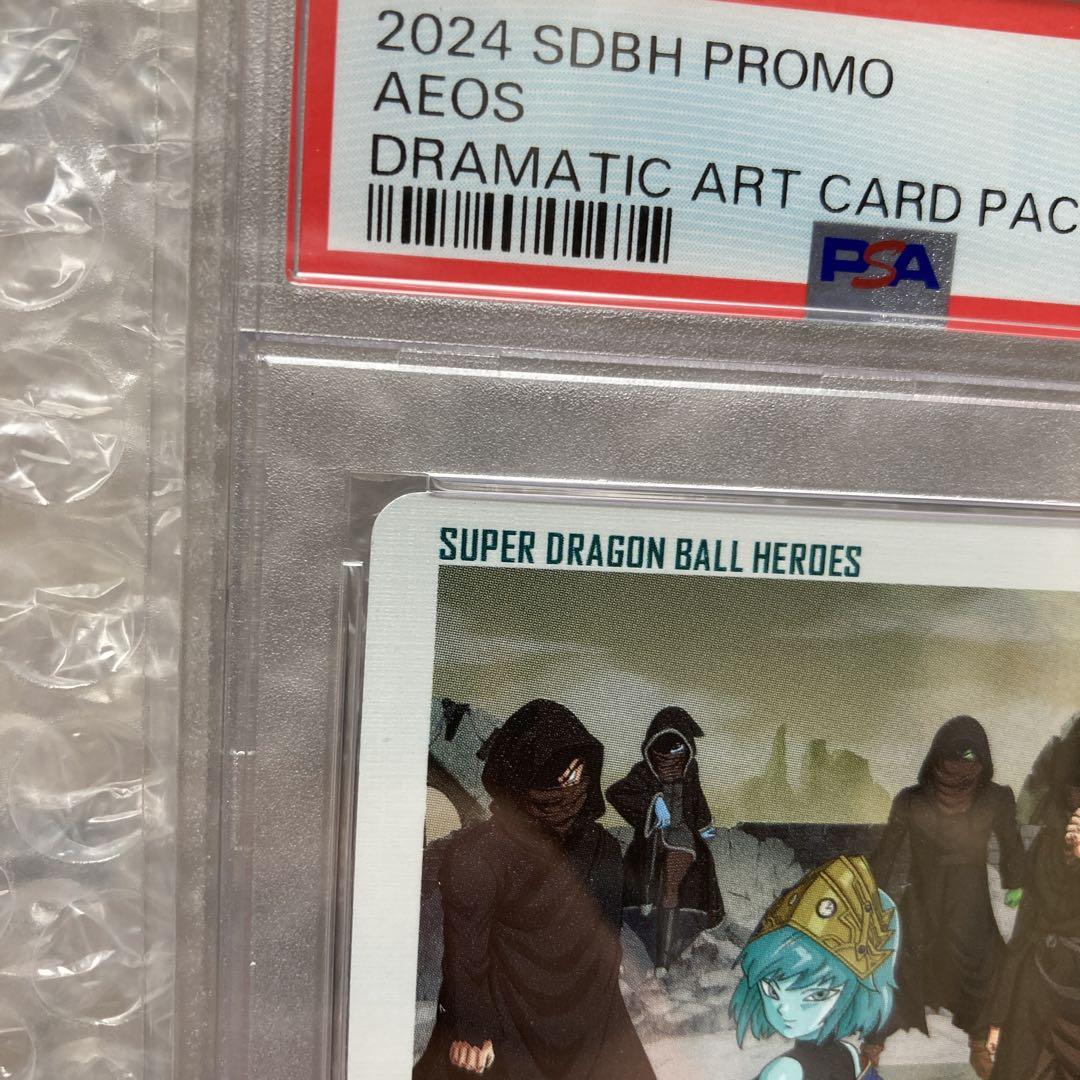 2024 SDBH PROMO
AEOS
DRAMATIC ART CARD PAC
PSA
SUPER DRAGON BALL HEROES